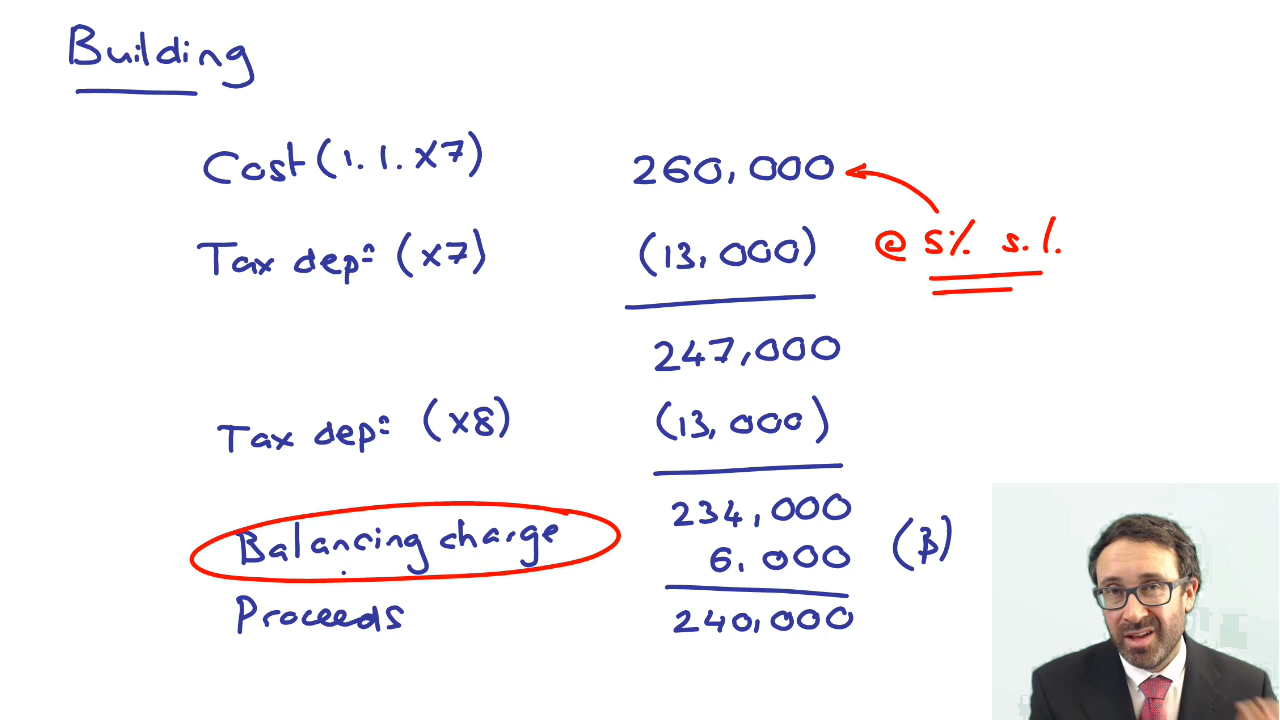 Building
Cost (1.1.X7) 260,000
Tax depⁿ (X7) (13,000) @ 5% s.l.
247,000
Tax depⁿ (X8) (13,000)
234,000
Balancing charge 6,000 (β)
Proceeds 240,000